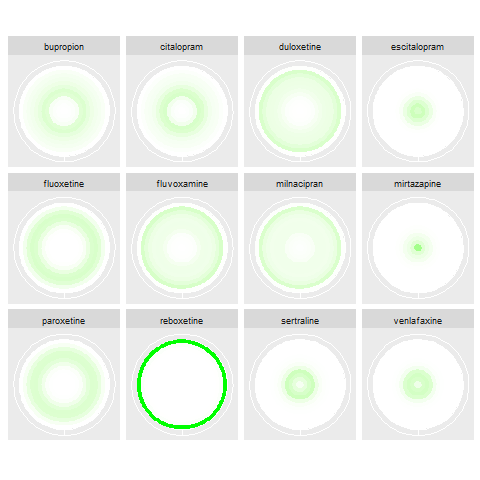 bupropion citalopram duloxetine escitalopram
fluoxetine fluvoxamine milnacipran mirtazapine
paroxetine reboxetine sertraline venlafaxine